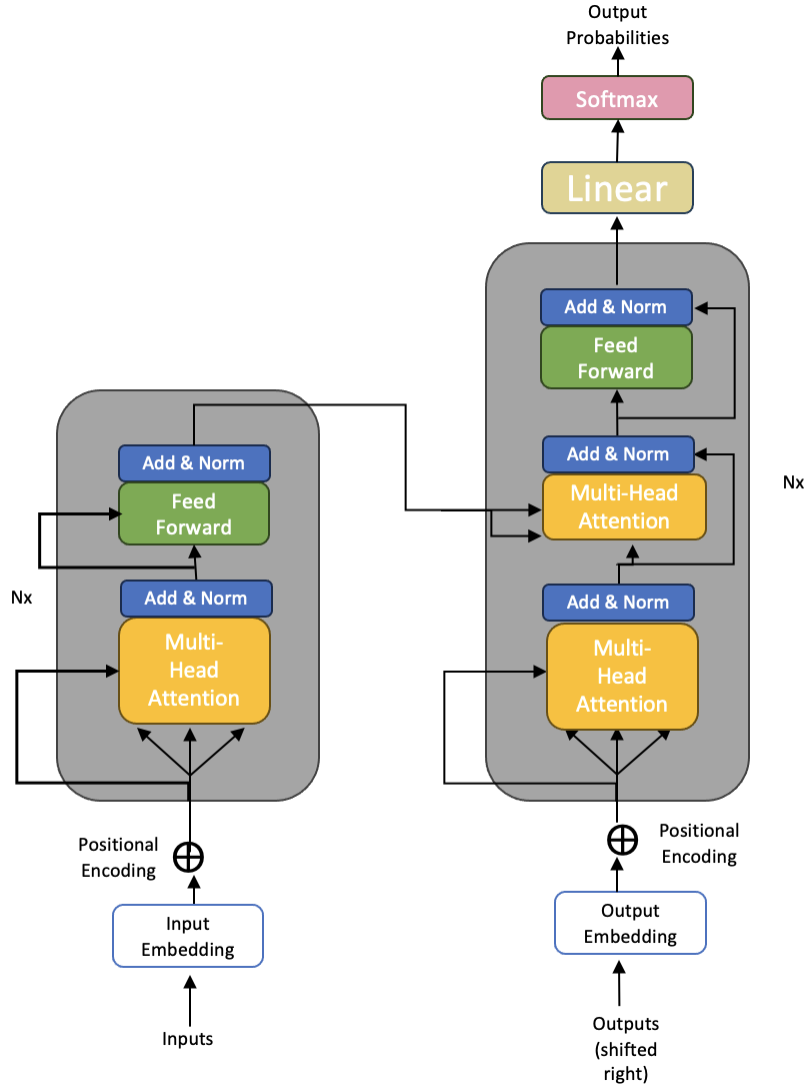 Output
Probabilities
Softmax
Linear
Add & Norm
Feed
Forward
Add & Norm
Multi-Head
Attention
Nx
Add & Norm
Multi-
Head
Attention
Positional
Encoding
Output
Embedding
Outputs
(shifted
right)
Add & Norm
Feed
Forward
Add & Norm
Nx
Multi-
Head
Attention
Positional
Encoding
Input
Embedding
Inputs